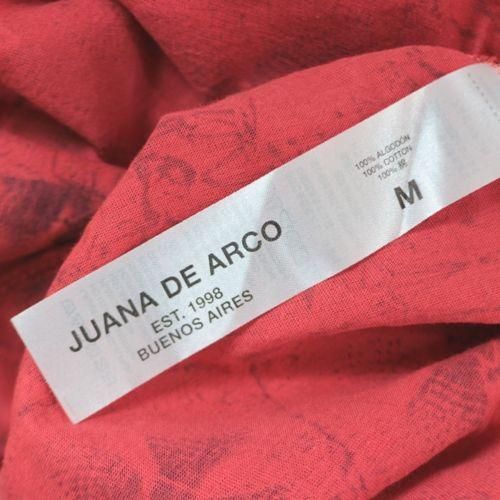 JUANA DE ARCO
EST. 1998
BUENOS AIRES
100% ALGODÓN
100% COTTON
100% 綿
M